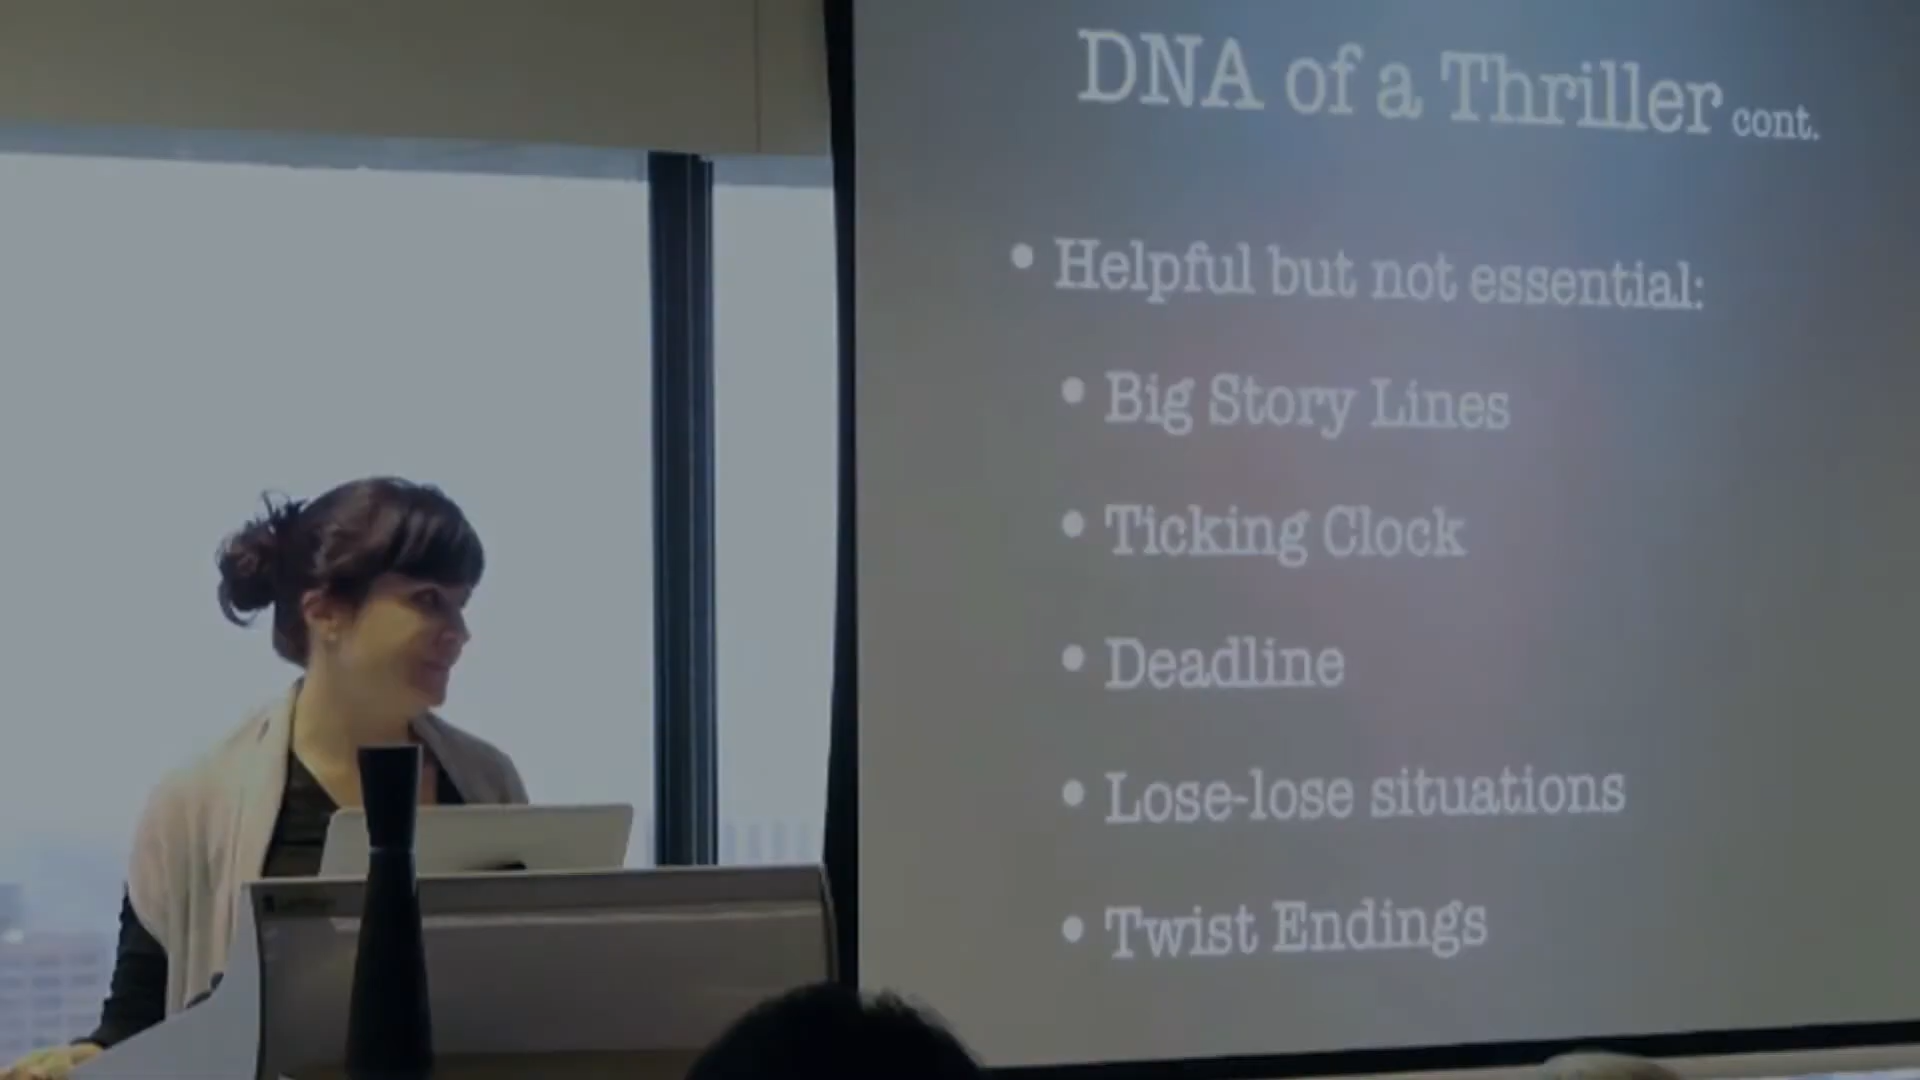 DNA of a Thriller cont.
• Helpful but not essential:
• Big Story Lines
• Ticking Clock
• Deadline
• Lose-lose situations
• Twist Endings